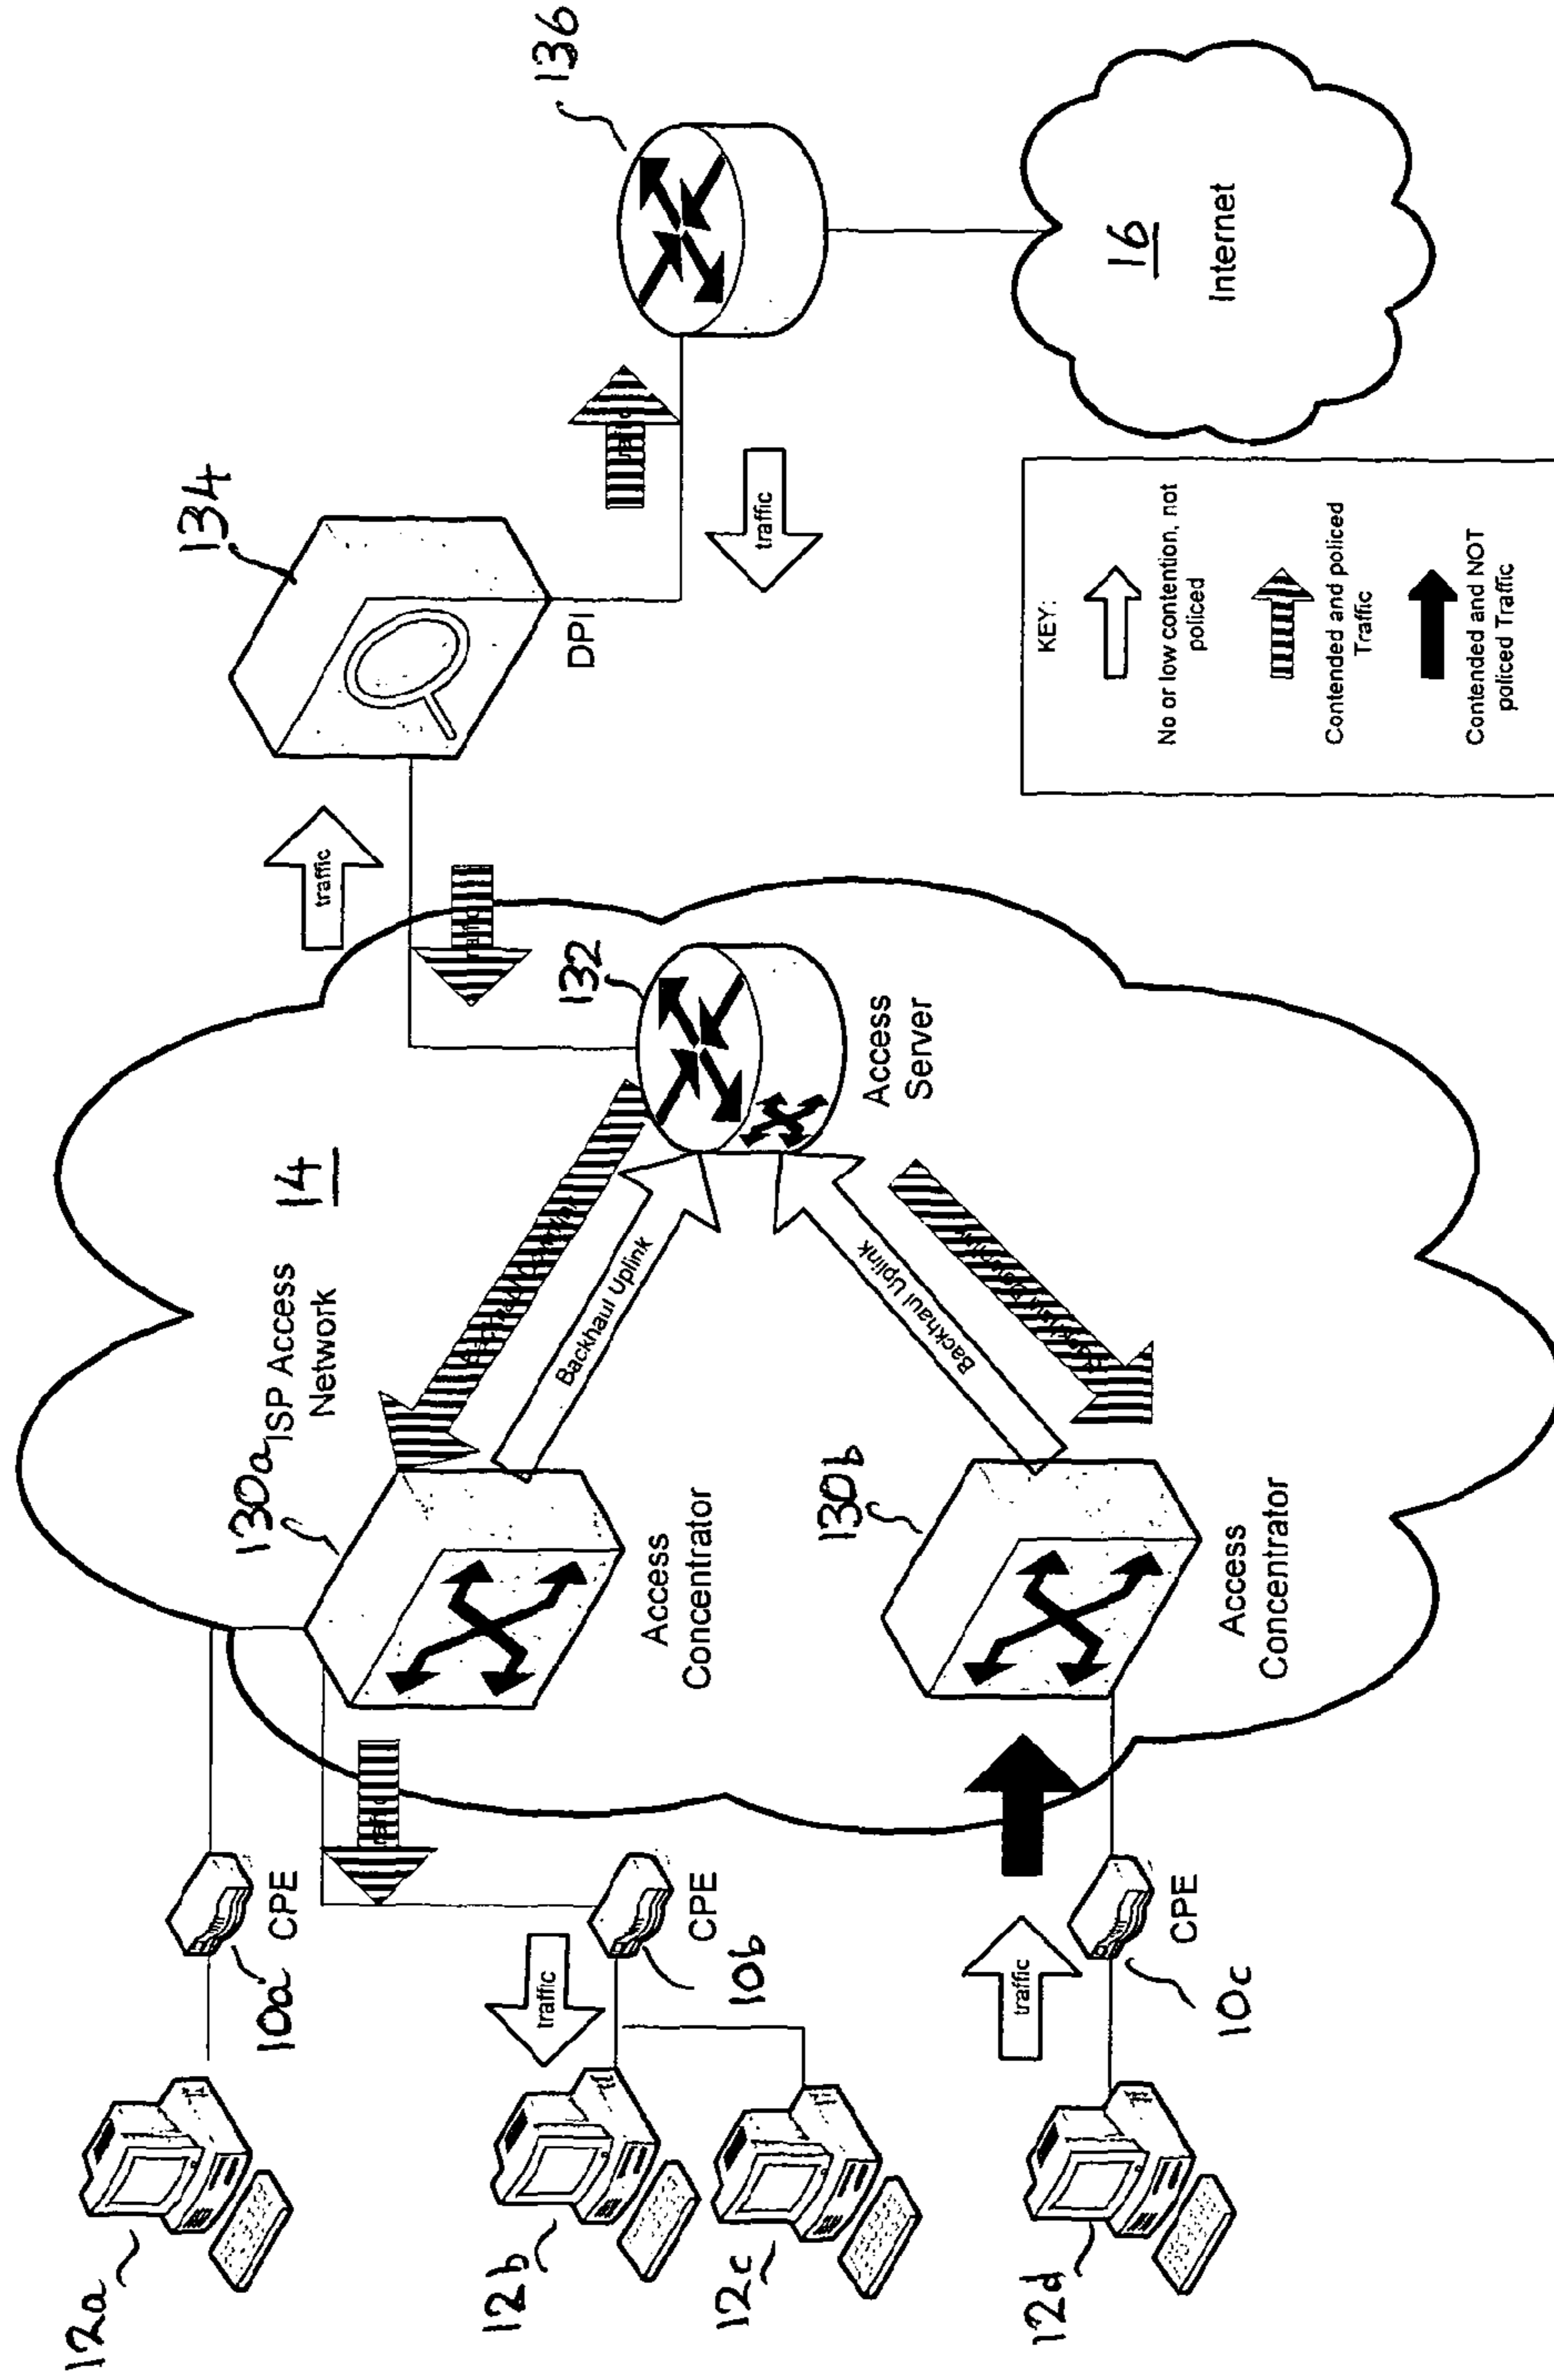 12a
10a
CPE
12b
traffic
10b
CPE
12c
12d
traffic
10c
CPE
130a
ISP Access
Network
14
Access
Concentrator
Backhaul Uplink
130b
Access
Concentrator
Backhaul Uplink
132
Access
Server
traffic
134
DPI
traffic
136
16
Internet
KEY:
No or low contention, not
policed
Contended and policed
Traffic
Contended and NOT
policed Traffic